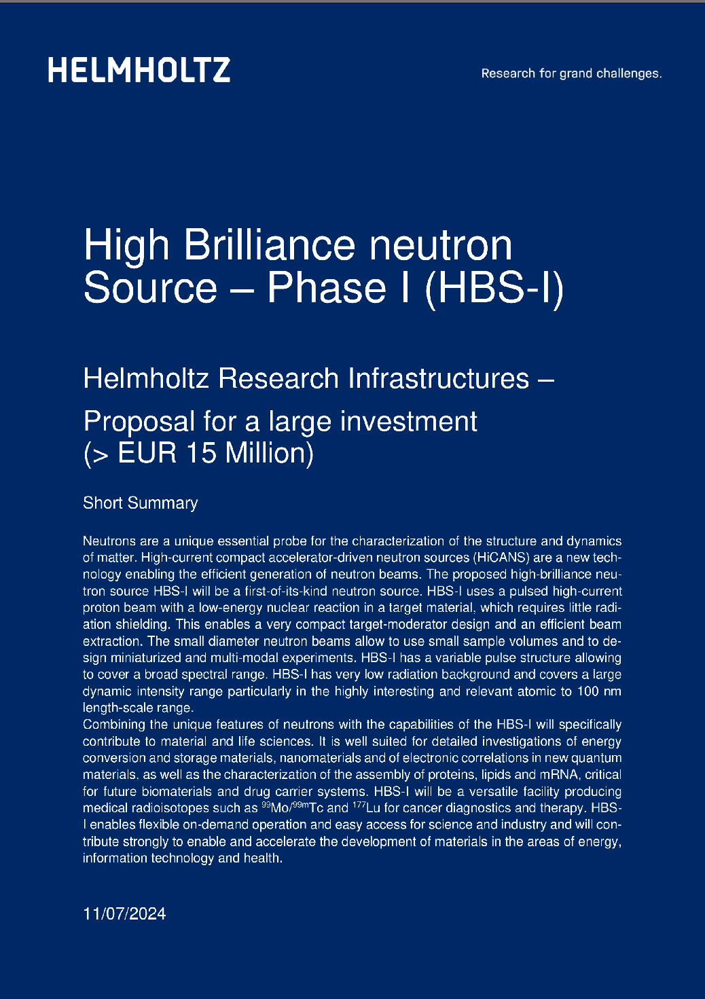 HELMHOLTZ
Research for grand challenges.
High Brilliance neutron
Source – Phase I (HBS-I)
Helmholtz Research Infrastructures –
Proposal for a large investment
(> EUR 15 Million)
Short Summary
Neutrons are a unique essential probe for the characterization of the structure and dynamics
of matter. High-current compact accelerator-driven neutron sources (HiCANS) are a new tech-
nology enabling the efficient generation of neutron beams. The proposed high-brilliance neu-
tron source HBS-I will be a first-of-its-kind neutron source. HBS-I uses a pulsed high-current
proton beam with a low-energy nuclear reaction in a target material, which requires little radi-
ation shielding. This enables a very compact target-moderator design and an efficient beam
extraction. The small diameter neutron beams allow to use small sample volumes and to de-
sign miniaturized and multi-modal experiments. HBS-I has a variable pulse structure allowing
to cover a broad spectral range. HBS-I has very low radiation background and covers a large
dynamic intensity range particularly in the highly interesting and relevant atomic to 100 nm
length-scale range.
Combining the unique features of neutrons with the capabilities of the HBS-I will specifically
contribute to material and life sciences. It is well suited for detailed investigations of energy
conversion and storage materials, nanomaterials and of electronic correlations in new quantum
materials, as well as the characterization of the assembly of proteins, lipids and mRNA, critical
for future biomaterials and drug carrier systems. HBS-I will be a versatile facility producing
medical radioisotopes such as ⁹⁹Mo/⁹⁹ᵐTc and ¹⁷⁷Lu for cancer diagnostics and therapy. HBS-
I enables flexible on-demand operation and easy access for science and industry and will con-
tribute strongly to enable and accelerate the development of materials in the areas of energy,
information technology and health.
11/07/2024